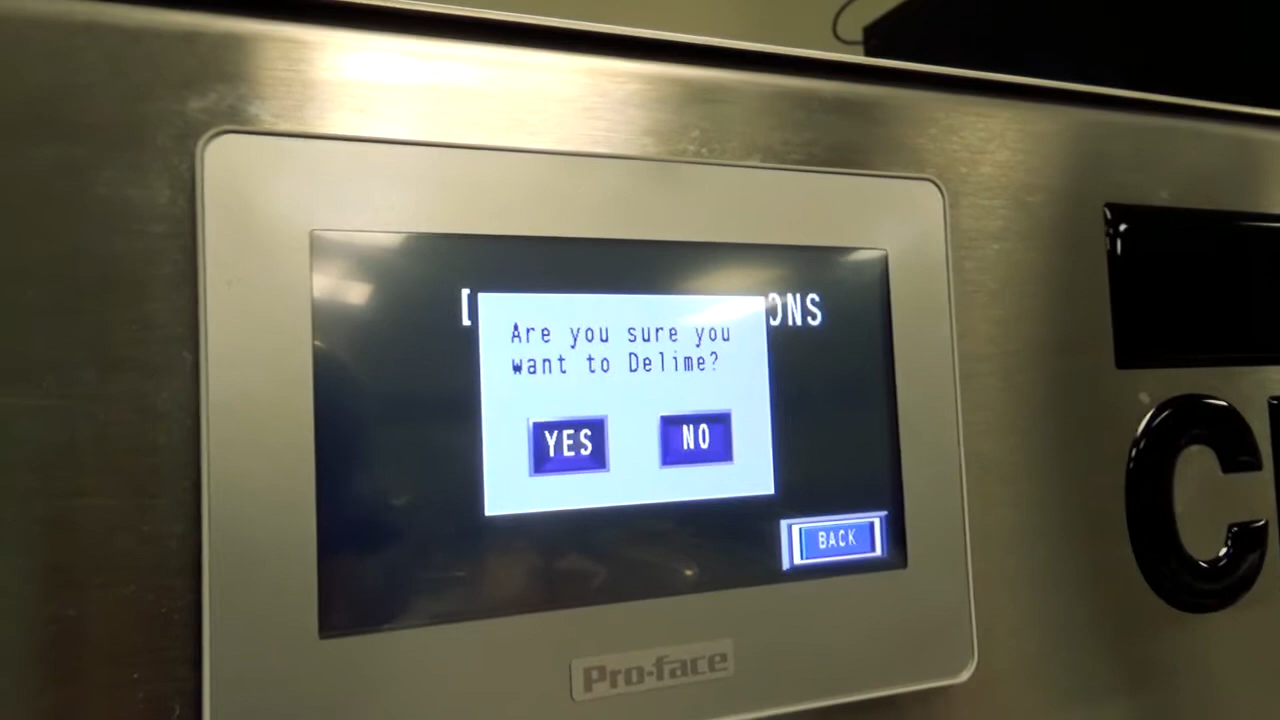 Are you sure you
want to Delime?
YES
NO
BACK
Pro-face